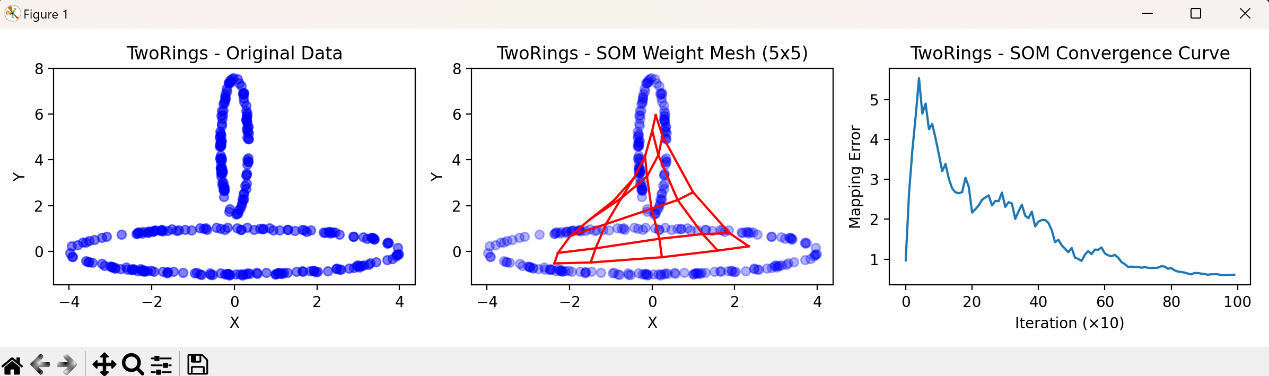 Figure 1
TwoRings - Original Data
8
6
4
2
0
Y
−4 −2 0 2 4
X
TwoRings - SOM Weight Mesh (5x5)
8
6
4
2
0
Y
−4 −2 0 2 4
X
TwoRings - SOM Convergence Curve
5
4
3
2
1
Mapping Error
0 20 40 60 80 100
Iteration (×10)